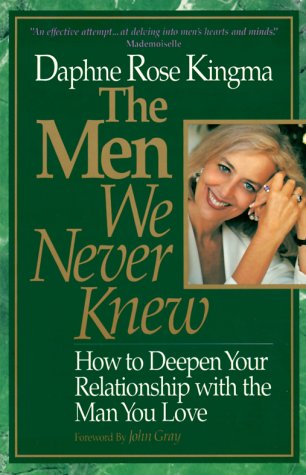 "An effective attempt...at delving into men's hearts and minds."
Mademoiselle
Daphne Rose Kingma
The
Men
We
Never
Knew
How to Deepen Your
Relationship with the
Man You Love
Foreword By John Gray